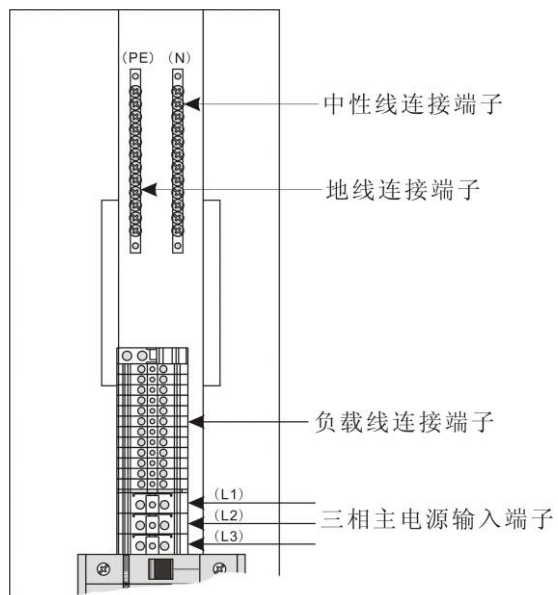 (PE) (N)
中性线连接端子
地线连接端子
负载线连接端子
(L1)
(L2)
三相主电源输入端子
(L3)